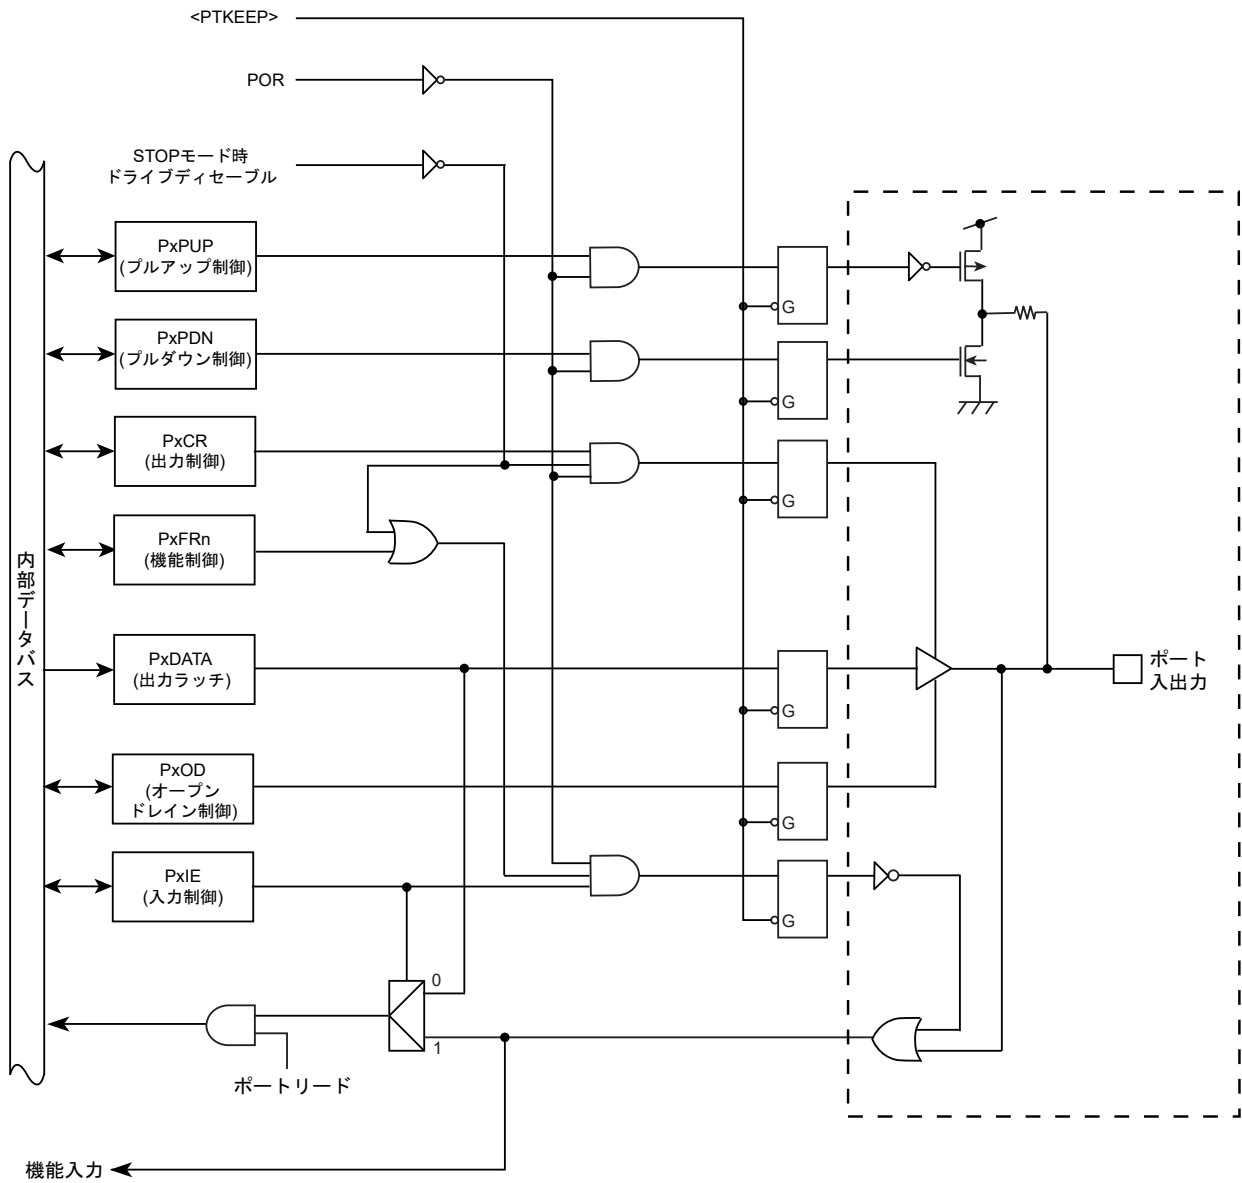 <PTKEEP>
POR
STOPモード時
ドライブディセーブル
PxPUP
(プルアップ制御)
G
PxPDN
(プルダウン制御)
G
PxCR
(出力制御)
G
PxFRn
(機能制御)
内部データバス
PxDATA
(出力ラッチ)
G
ポート
入出力
PxOD
(オープン
ドレイン制御)
G
PxIE
(入力制御)
G
0
1
ポートリード
機能入力